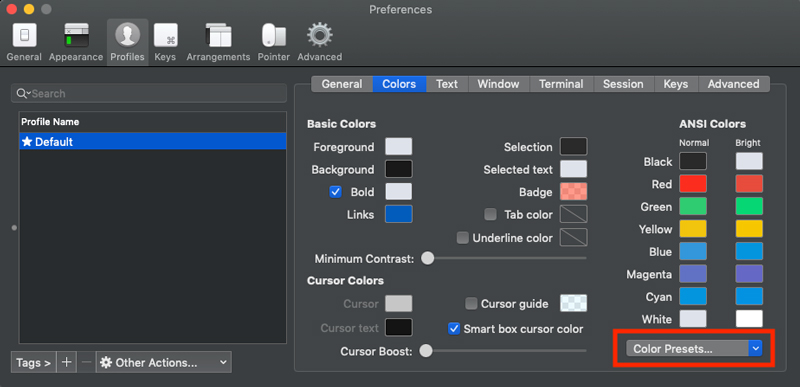 Preferences
General Appearance Profiles Keys Arrangements Pointer Advanced
Search
Profile Name
Default
Tags >
+
−
Other Actions...
General Colors Text Window Terminal Session Keys Advanced
Basic Colors
Foreground
Background
Bold
Links
Selection
Selected text
Badge
Tab color
Underline color
Minimum Contrast:
Cursor Colors
Cursor
Cursor text
Cursor guide
Smart box cursor color
Cursor Boost:
ANSI Colors
Normal Bright
Black
Red
Green
Yellow
Blue
Magenta
Cyan
White
Color Presets...